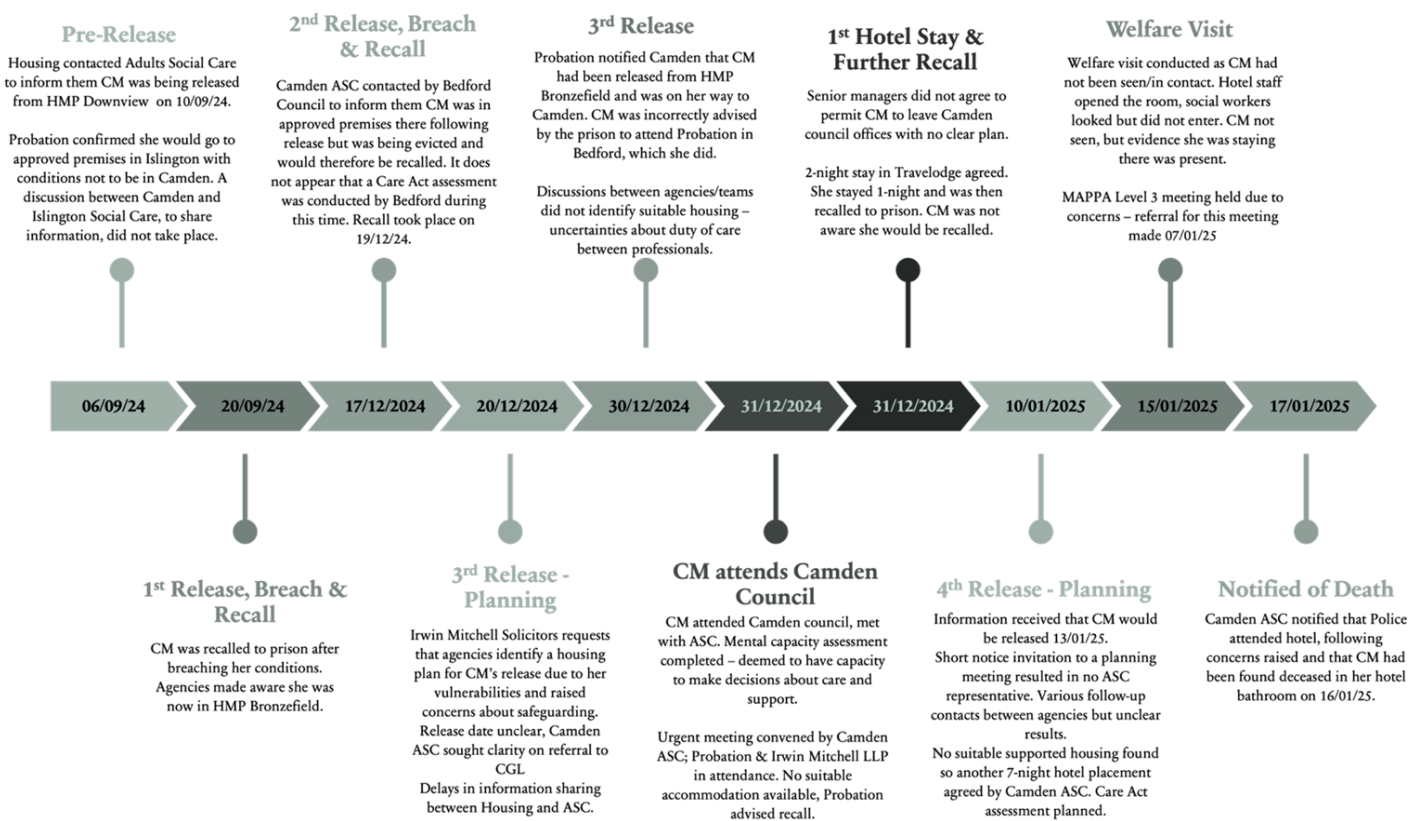 Pre-Release
Housing contacted Adults Social Care
to inform them CM was being released
from HMP Downview on 10/09/24.
Probation confirmed she would go to
approved premises in Islington with
conditions not to be in Camden. A
discussion between Camden and
Islington Social Care, to share
information, did not take place.
2nd Release, Breach
& Recall
Camden ASC contacted by Bedford
Council to inform them CM was in
approved premises there following
release but was being evicted and
would therefore be recalled. It does
not appear that a Care Act assessment
was conducted by Bedford during
this time. Recall took place on
19/12/24.
3rd Release
Probation notified Camden that CM
had been released from HMP
Bronzefield and was on her way to
Camden. CM was incorrectly advised
by the prison to attend Probation in
Bedford, which she did.
Discussions between agencies/teams
did not identify suitable housing –
uncertainties about duty of care
between professionals.
1st Hotel Stay &
Further Recall
Senior managers did not agree to
permit CM to leave Camden
council offices with no clear plan.
2-night stay in Travelodge agreed.
She stayed 1-night and was then
recalled to prison. CM was not
aware she would be recalled.
Welfare Visit
Welfare visit conducted as CM had
not been seen/in contact. Hotel staff
opened the room, social workers
looked but did not enter. CM not
seen, but evidence she was staying
there was present.
MAPPA Level 3 meeting held due to
concerns – referral for this meeting
made 07/01/25
06/09/24
20/09/24
17/12/2024
20/12/2024
30/12/2024
31/12/2024
31/12/2024
10/01/2025
15/01/2025
17/01/2025
1st Release, Breach &
Recall
CM was recalled to prison after
breaching her conditions.
Agencies made aware she was
now in HMP Bronzefield.
3rd Release -
Planning
Irwin Mitchell Solicitors requests
that agencies identify a housing
plan for CM's release due to her
vulnerabilities and raised
concerns about safeguarding.
Release date unclear, Camden
ASC sought clarity on referral to
CGL
Delays in information sharing
between Housing and ASC.
CM attends Camden
Council
CM attended Camden council, met
with ASC. Mental capacity assessment
completed – deemed to have capacity
to make decisions about care and
support.
Urgent meeting convened by Camden
ASC; Probation & Irwin Mitchell LLP
in attendance. No suitable
accommodation available, Probation
advised recall.
4th Release - Planning
Information received that CM would
be released 13/01/25.
Short notice invitation to a planning
meeting resulted in no ASC
representative. Various follow-up
contacts between agencies but unclear
results.
No suitable supported housing found
so another 7-night hotel placement
agreed by Camden ASC. Care Act
assessment planned.
Notified of Death
Camden ASC notified that Police
attended hotel, following
concerns raised and that CM had
been found deceased in her hotel
bathroom on 16/01/25.